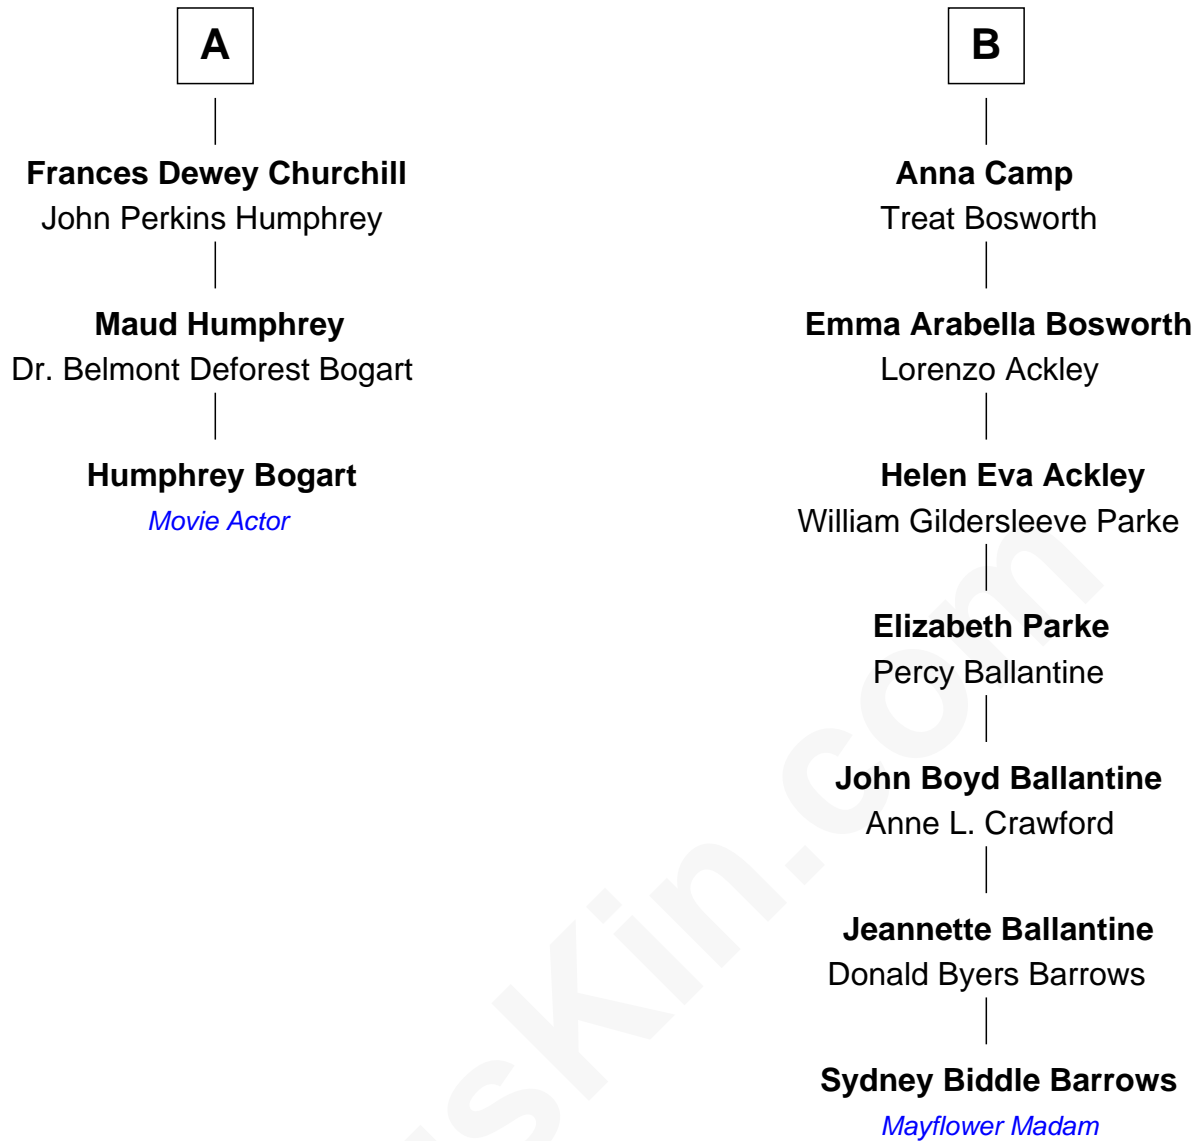 A
Frances Dewey Churchill
John Perkins Humphrey
Maud Humphrey
Dr. Belmont Deforest Bogart
Humphrey Bogart
Movie Actor
B
Anna Camp
Treat Bosworth
Emma Arabella Bosworth
Lorenzo Ackley
Helen Eva Ackley
William Gildersleeve Parke
Elizabeth Parke
Percy Ballantine
John Boyd Ballantine
Anne L. Crawford
Jeannette Ballantine
Donald Byers Barrows
Sydney Biddle Barrows
Mayflower Madam